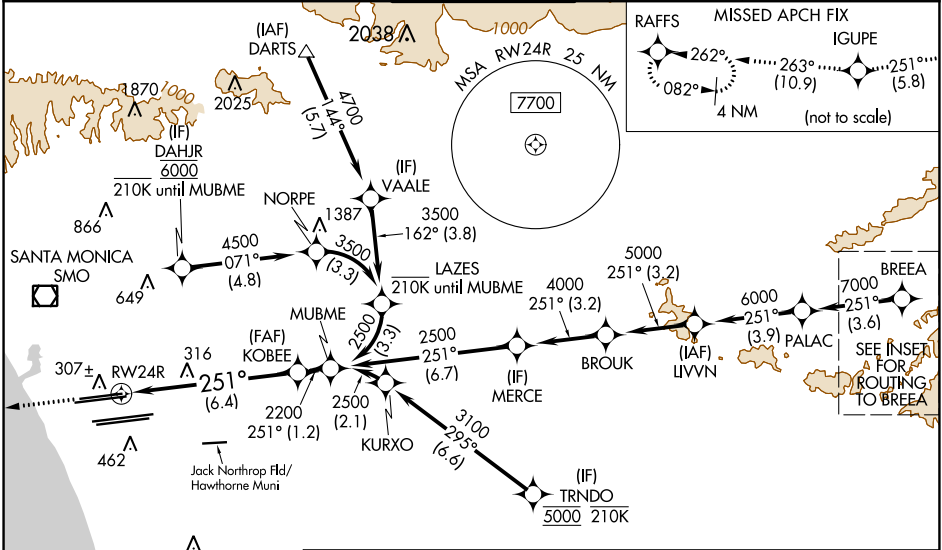 (IAF)
DARTS
2038
1000
MISSED APCH FIX
RAFFS
IGUPE
262°
263°
(10.9)
251°
(5.8)
082°
4 NM
(not to scale)
MSA RW24R 25 NM
7700
1870
1000
2025
4700
144°
(5.7)
(IF)
DAHJR
6000
210K until MUBME
(IF)
VAALE
NORPE
1387
3500
162° (3.8)
866
SANTA MONICA
SMO
649
4500
071°
(4.8)
3500
(3.3)
LAZES
210K until MUBME
5000
251° (3.2)
4000
251° (3.2)
BREEA
7000
251°
(3.6)
6000
251°
(3.9)
PALAC
MUBME
2500
(3.3)
2500
251°
(6.7)
BROUK
(IAF)
LIVVN
SEE INSET
FOR
ROUTING
TO BREEA
(FAF)
KOBEE
(IF)
MERCE
307±
316
RW24R
251°
(6.4)
2200
251° (1.2)
2500
(2.1)
KURXO
3100
295°
(6.6)
462
Jack Northrop Fld/
Hawthorne Muni
(IF)
TRNDO
5000 210K